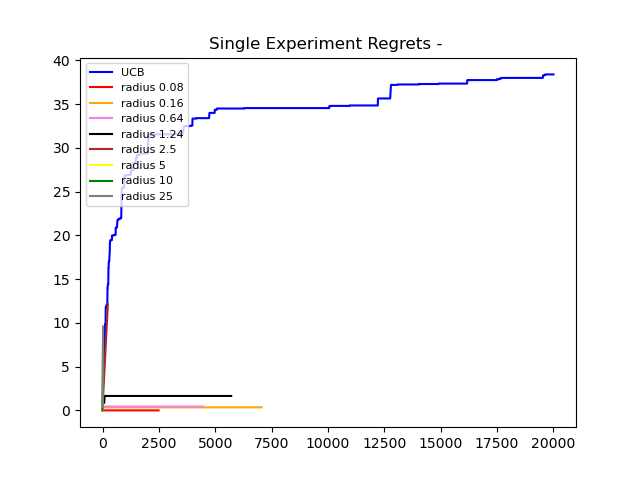 Single Experiment Regrets -
40
35
30
25
20
15
10
5
0
UCB
radius 0.08
radius 0.16
radius 0.64
radius 1.24
radius 2.5
radius 5
radius 10
radius 25
0 2500 5000 7500 10000 12500 15000 17500 20000